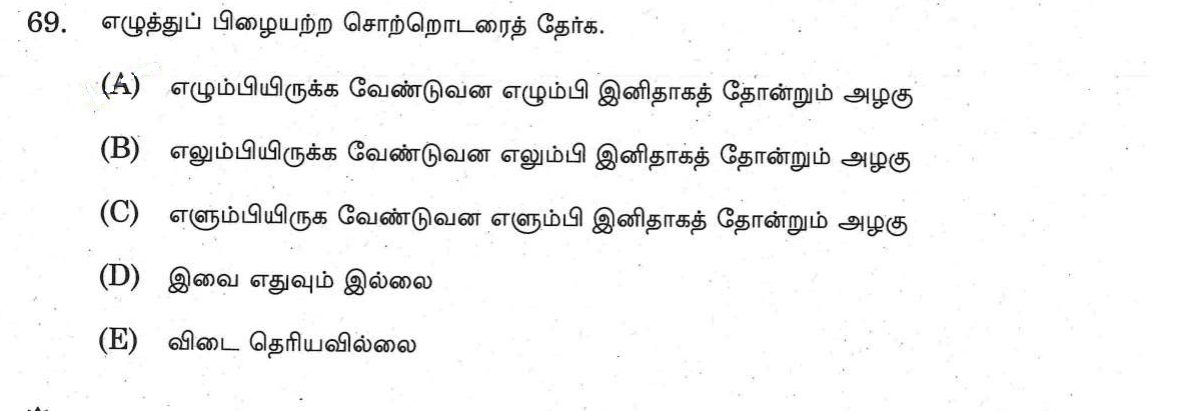 69. எழுத்துப் பிழையற்ற சொற்றொடரைத் தேர்க.
(A) எழும்பியிருக்க வேண்டுவன எழும்பி இனிதாகத் தோன்றும் அழகு
(B) எலும்பியிருக்க வேண்டுவன எலும்பி இனிதாகத் தோன்றும் அழகு
(C) எளும்பியிருக வேண்டுவன எளும்பி இனிதாகத் தோன்றும் அழகு
(D) இவை எதுவும் இல்லை
(E) விடை தெரியவில்லை